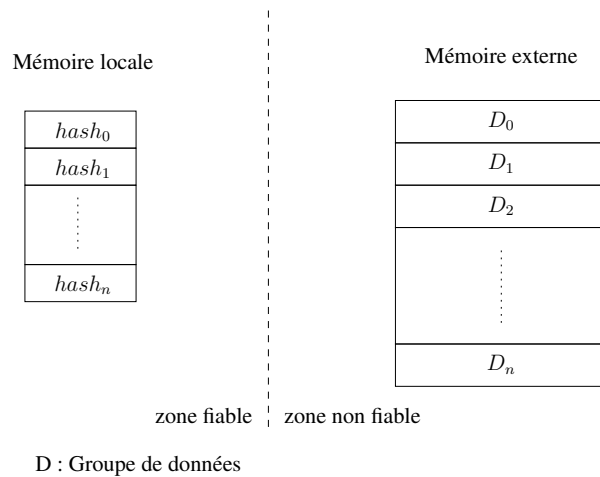 Mémoire locale
hash₀
hash₁
hashₙ
Mémoire externe
D₀
D₁
D₂
Dₙ
zone fiable
zone non fiable
D : Groupe de données